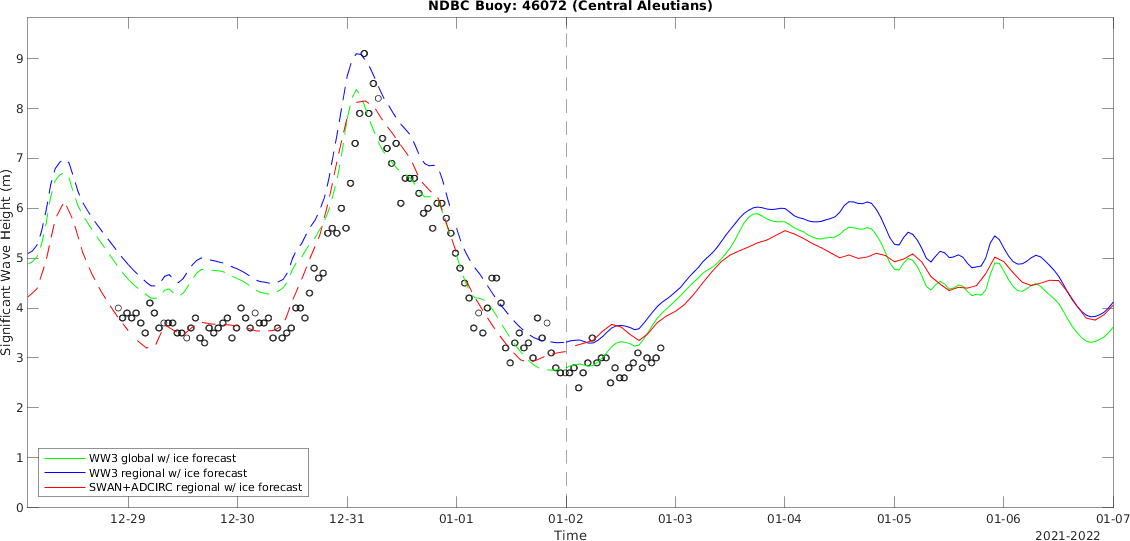 NDBC Buoy: 46072 (Central Aleutians)
Significant Wave Height (m)
9
8
7
6
5
4
3
2
1
0
WW3 global w/ ice forecast
WW3 regional w/ ice forecast
SWAN+ADCIRC regional w/ ice forecast
12-29 12-30 12-31 01-01 01-02 01-03 01-04 01-05 01-06 01-07
Time
2021-2022